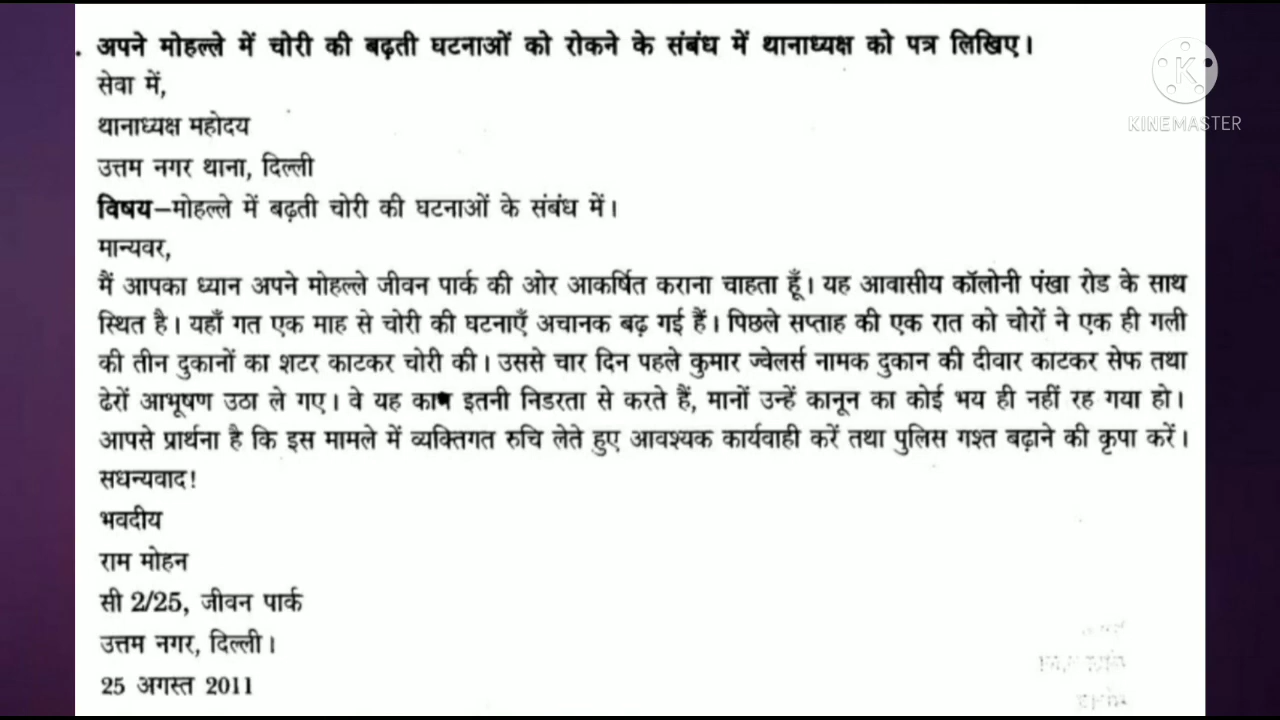 . अपने मोहल्ले में चोरी की बढ़ती घटनाओं को रोकने के संबंध में थानाध्यक्ष को पत्र लिखिए।
सेवा में,
थानाध्यक्ष महोदय
उत्तम नगर थाना, दिल्ली
विषय–मोहल्ले में बढ़ती चोरी की घटनाओं के संबंध में।
मान्यवर,
मैं आपका ध्यान अपने मोहल्ले जीवन पार्क की ओर आकर्षित कराना चाहता हूँ। यह आवासीय कॉलोनी पंखा रोड के साथ
स्थित है। यहाँ गत एक माह से चोरी की घटनाएँ अचानक बढ़ गई हैं। पिछले सप्ताह की एक रात को चोरों ने एक ही गली
की तीन दुकानों का शटर काटकर चोरी की। उससे चार दिन पहले कुमार ज्वेलर्स नामक दुकान की दीवार काटकर सेफ तथा
ढेरों आभूषण उठा ले गए। वे यह काम इतनी निडरता से करते हैं, मानों उन्हें कानून का कोई भय ही नहीं रह गया हो।
आपसे प्रार्थना है कि इस मामले में व्यक्तिगत रुचि लेते हुए आवश्यक कार्यवाही करें तथा पुलिस गश्त बढ़ाने की कृपा करें।
सधन्यवाद!
भवदीय
राम मोहन
सी 2/25, जीवन पार्क
उत्तम नगर, दिल्ली।
25 अगस्त 2011
K
KINEMASTER